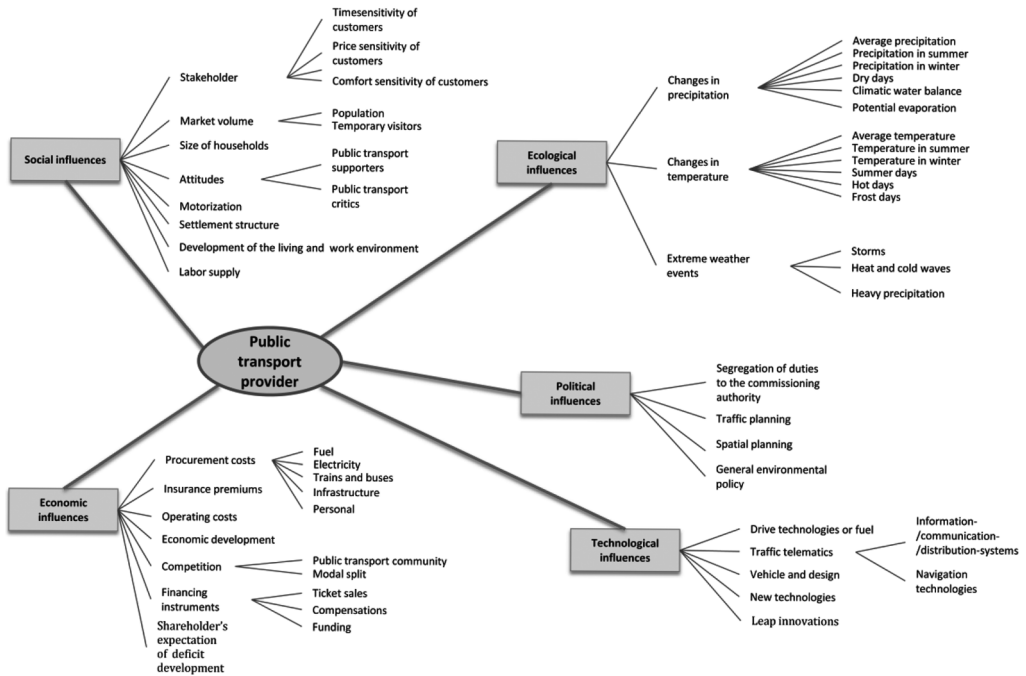 Social influences
Stakeholder
Timesensitivity of
customers
Price sensitivity of
customers
Comfort sensitivity of customers
Market volume
Population
Temporary visitors
Size of households
Attitudes
Public transport
supporters
Public transport
critics
Motorization
Settlement structure
Development of the living and work environment
Labor supply
Ecological
influences
Changes in
precipitation
Average precipitation
Precipitation in summer
Precipitation in winter
Dry days
Climatic water balance
Potential evaporation
Changes in
temperature
Average temperature
Temperature in summer
Temperature in winter
Summer days
Hot days
Frost days
Extreme weather
events
Storms
Heat and cold waves
Heavy precipitation
Public
transport
provider
Political
influences
Segregation of duties
to the commissioning
authority
Traffic planning
Spatial planning
General environmental
policy
Economic
influences
Procurement costs
Fuel
Electricity
Trains and buses
Infrastructure
Personal
Insurance premiums
Operating costs
Economic development
Competition
Public transport community
Modal split
Financing
instruments
Ticket sales
Compensations
Funding
Shareholder's
expectation
of deficit
development
Technological
influences
Drive technologies or fuel
Traffic telematics
Information-
/communication-
/distribution-systems
Navigation
technologies
Vehicle and design
New technologies
Leap innovations